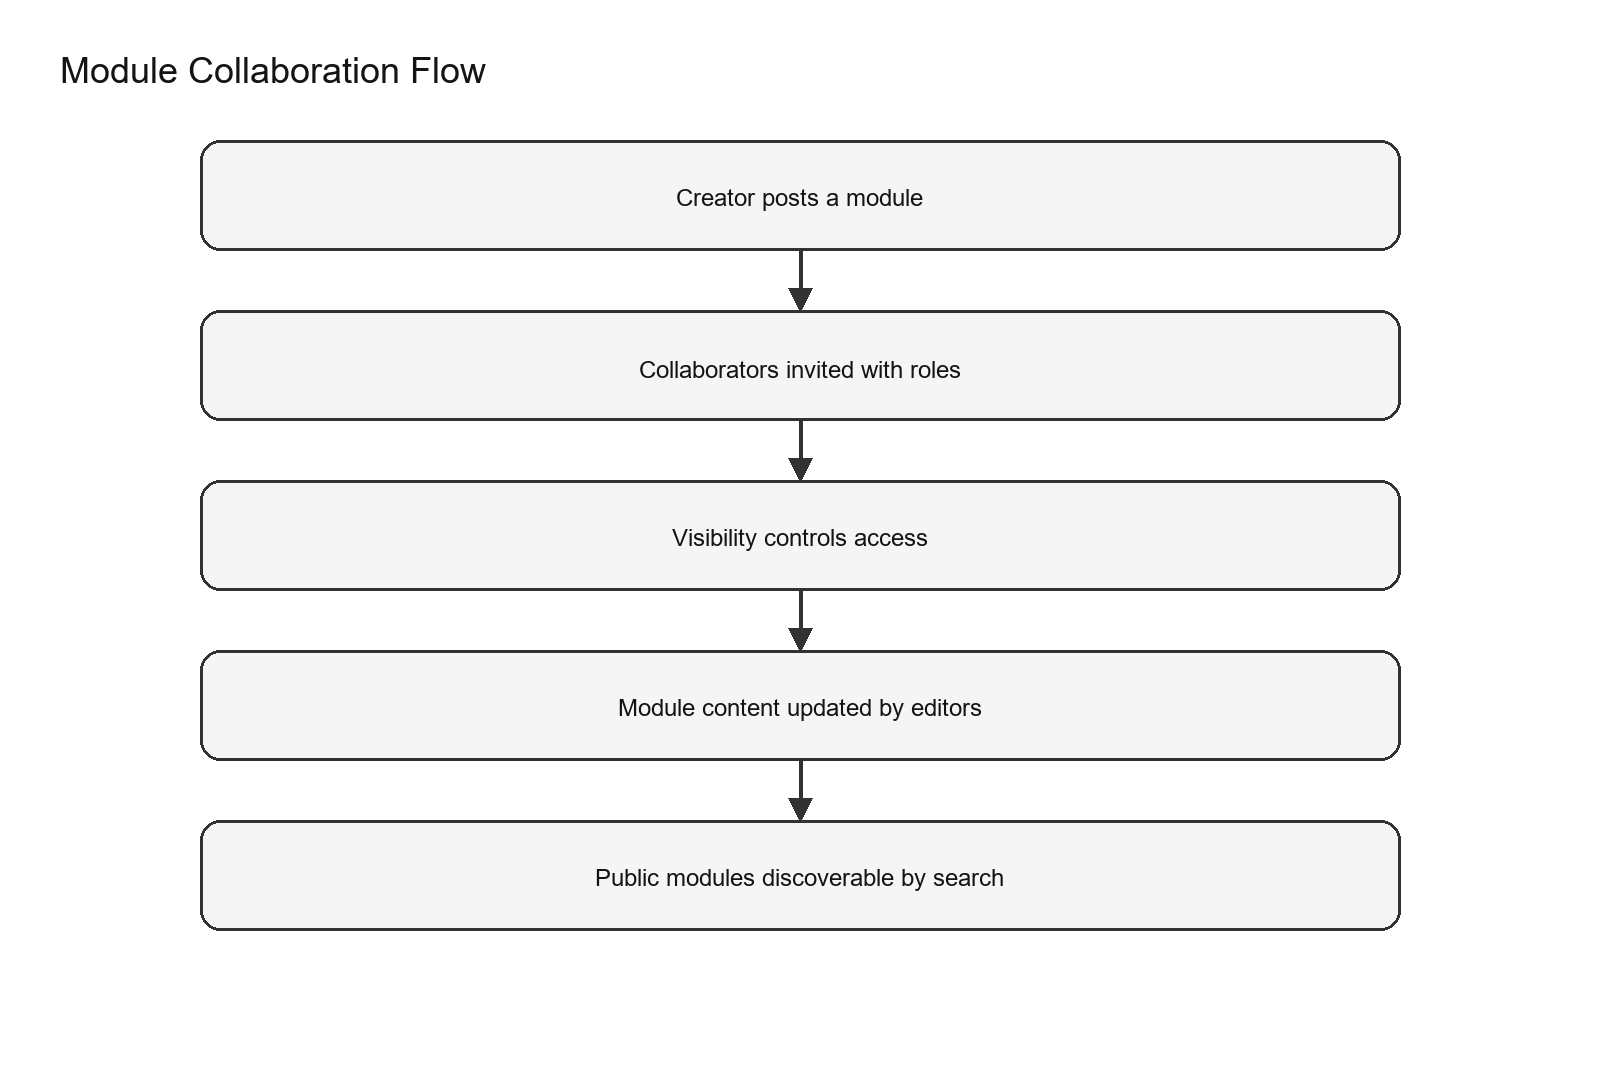 Module Collaboration Flow
Creator posts a module
Collaborators invited with roles
Visibility controls access
Module content updated by editors
Public modules discoverable by search